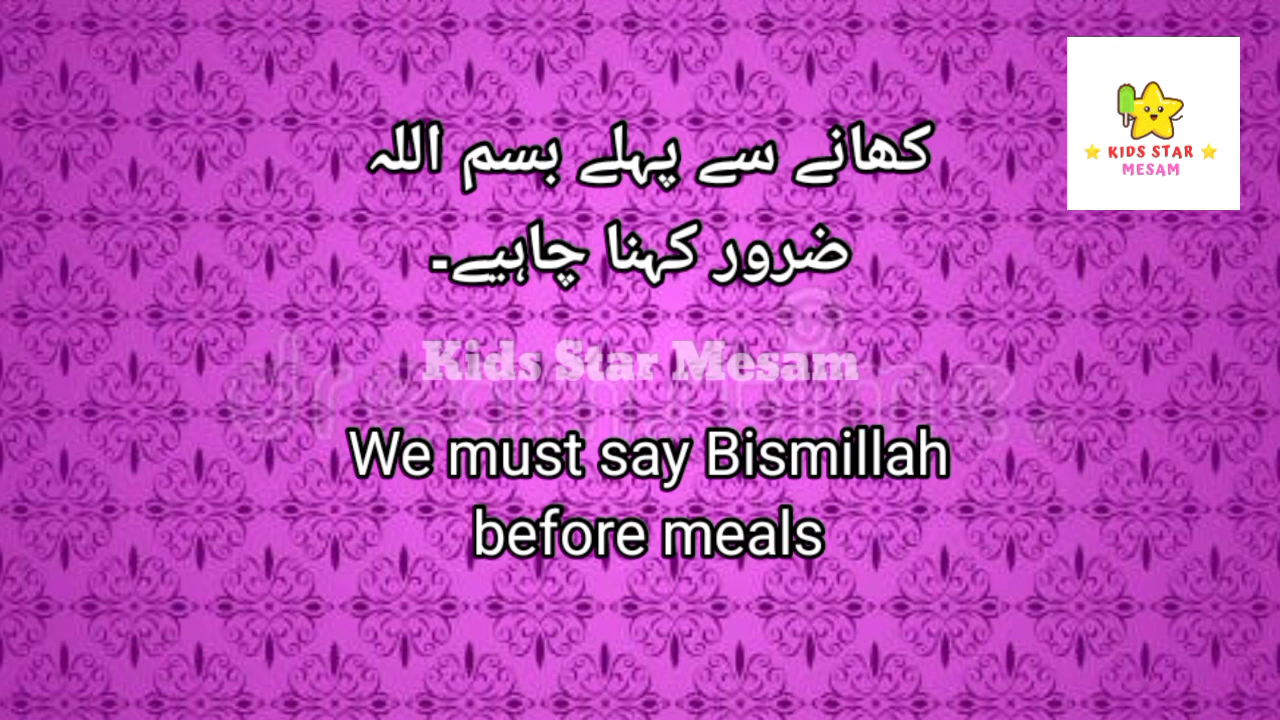 کھانے سے پہلے بسم اللہ
ضرور کہنا چاہیے۔
KIDS STAR
MESAM
Kids Star Mesam
dreamstime
We must say Bismillah
before meals